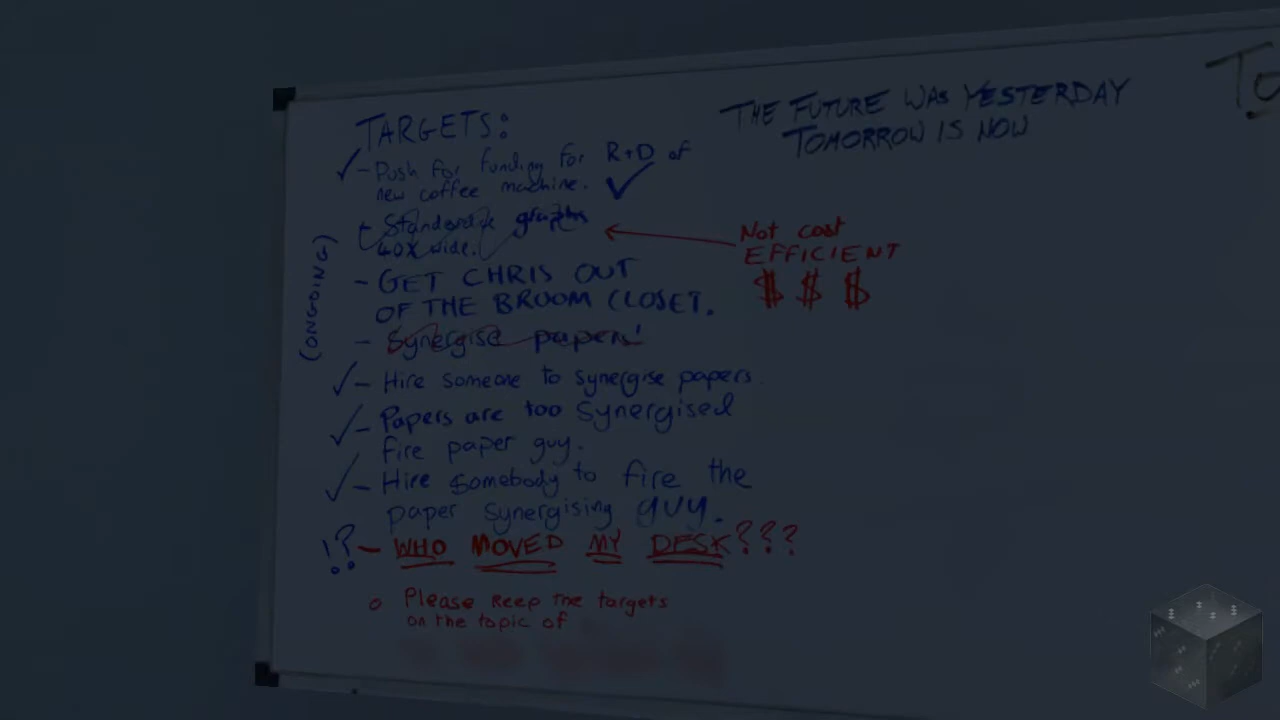 TARGETS:
- Push for funding for R+D of
new coffee machine.
- Standardize graphs
40x wide.
(ONGOING)
- GET CHRIS OUT
OF THE BROOM CLOSET.
- Synergise papers!
- Hire someone to synergise papers.
- Papers are too synergised
fire paper guy.
- Hire somebody to fire the
paper synergising guy.
!? - WHO MOVED MY DESK???
o Please keep the targets
on the topic of
THE FUTURE WAS YESTERDAY
TOMORROW IS NOW
Not cost
EFFICIENT
$ $ $